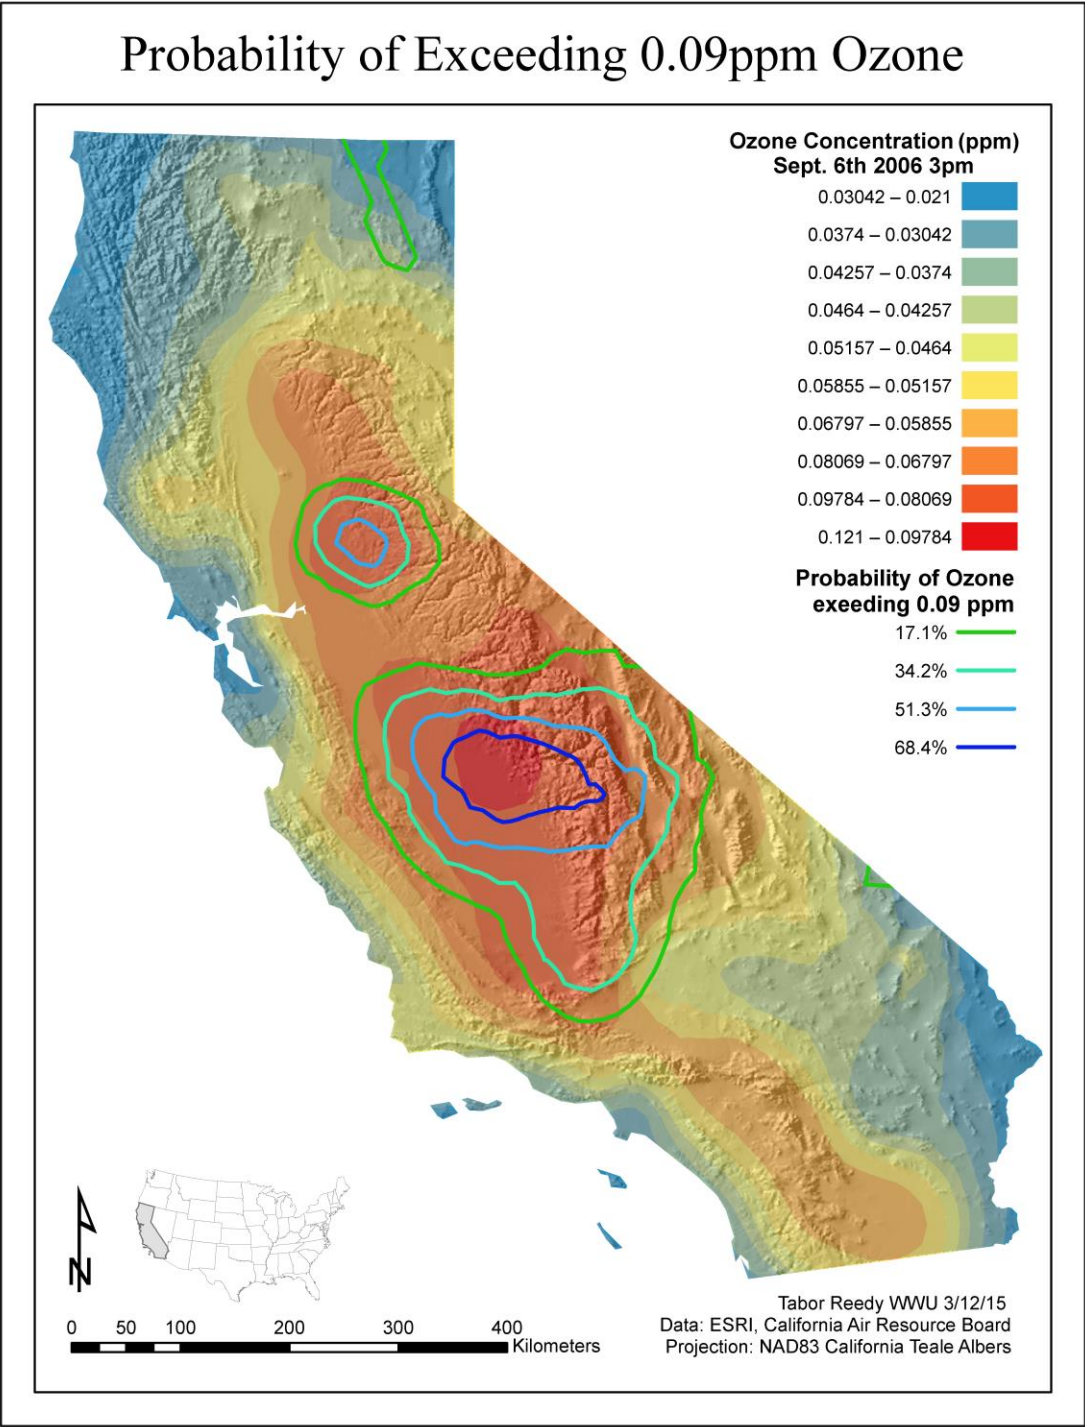 Probability of Exceeding 0.09ppm Ozone
Ozone Concentration (ppm)
Sept. 6th 2006 3pm
0.03042 – 0.021
0.0374 – 0.03042
0.04257 – 0.0374
0.0464 – 0.04257
0.05157 – 0.0464
0.05855 – 0.05157
0.06797 – 0.05855
0.08069 – 0.06797
0.09784 – 0.08069
0.121 – 0.09784
Probability of Ozone
exeeding 0.09 ppm
17.1%
34.2%
51.3%
68.4%
N
0 50 100 200 300 400
Kilometers
Tabor Reedy WWU 3/12/15
Data: ESRI, California Air Resource Board
Projection: NAD83 California Teale Albers